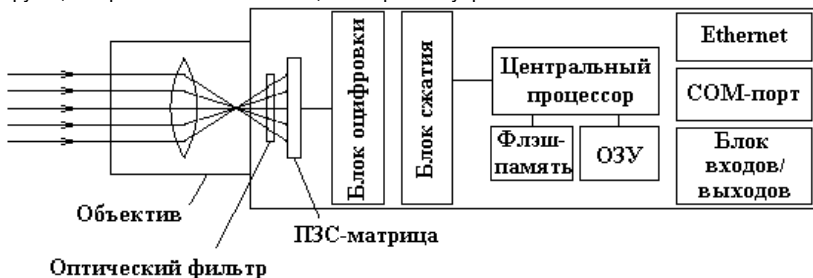 Блок оцифровки
Блок сжатия
Центральный
процессор
Флэш-
память
ОЗУ
Ethernet
COM-порт
Блок
входов/
выходов
Объектив
ПЗС-матрица
Оптический фильтр